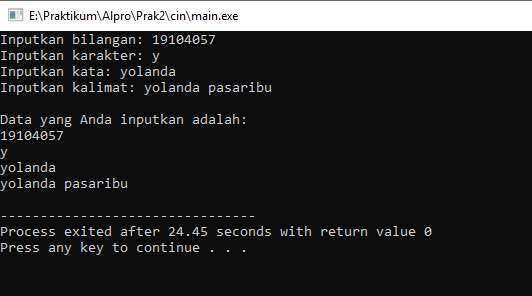 E:\Praktikum\Alpro\Prak2\cin\main.exe
Inputkan bilangan: 19104057
Inputkan karakter: y
Inputkan kata: yolanda
Inputkan kalimat: yolanda pasaribu
Data yang Anda inputkan adalah:
19104057
y
yolanda
yolanda pasaribu
--------------------------------
Process exited after 24.45 seconds with return value 0
Press any key to continue . . .